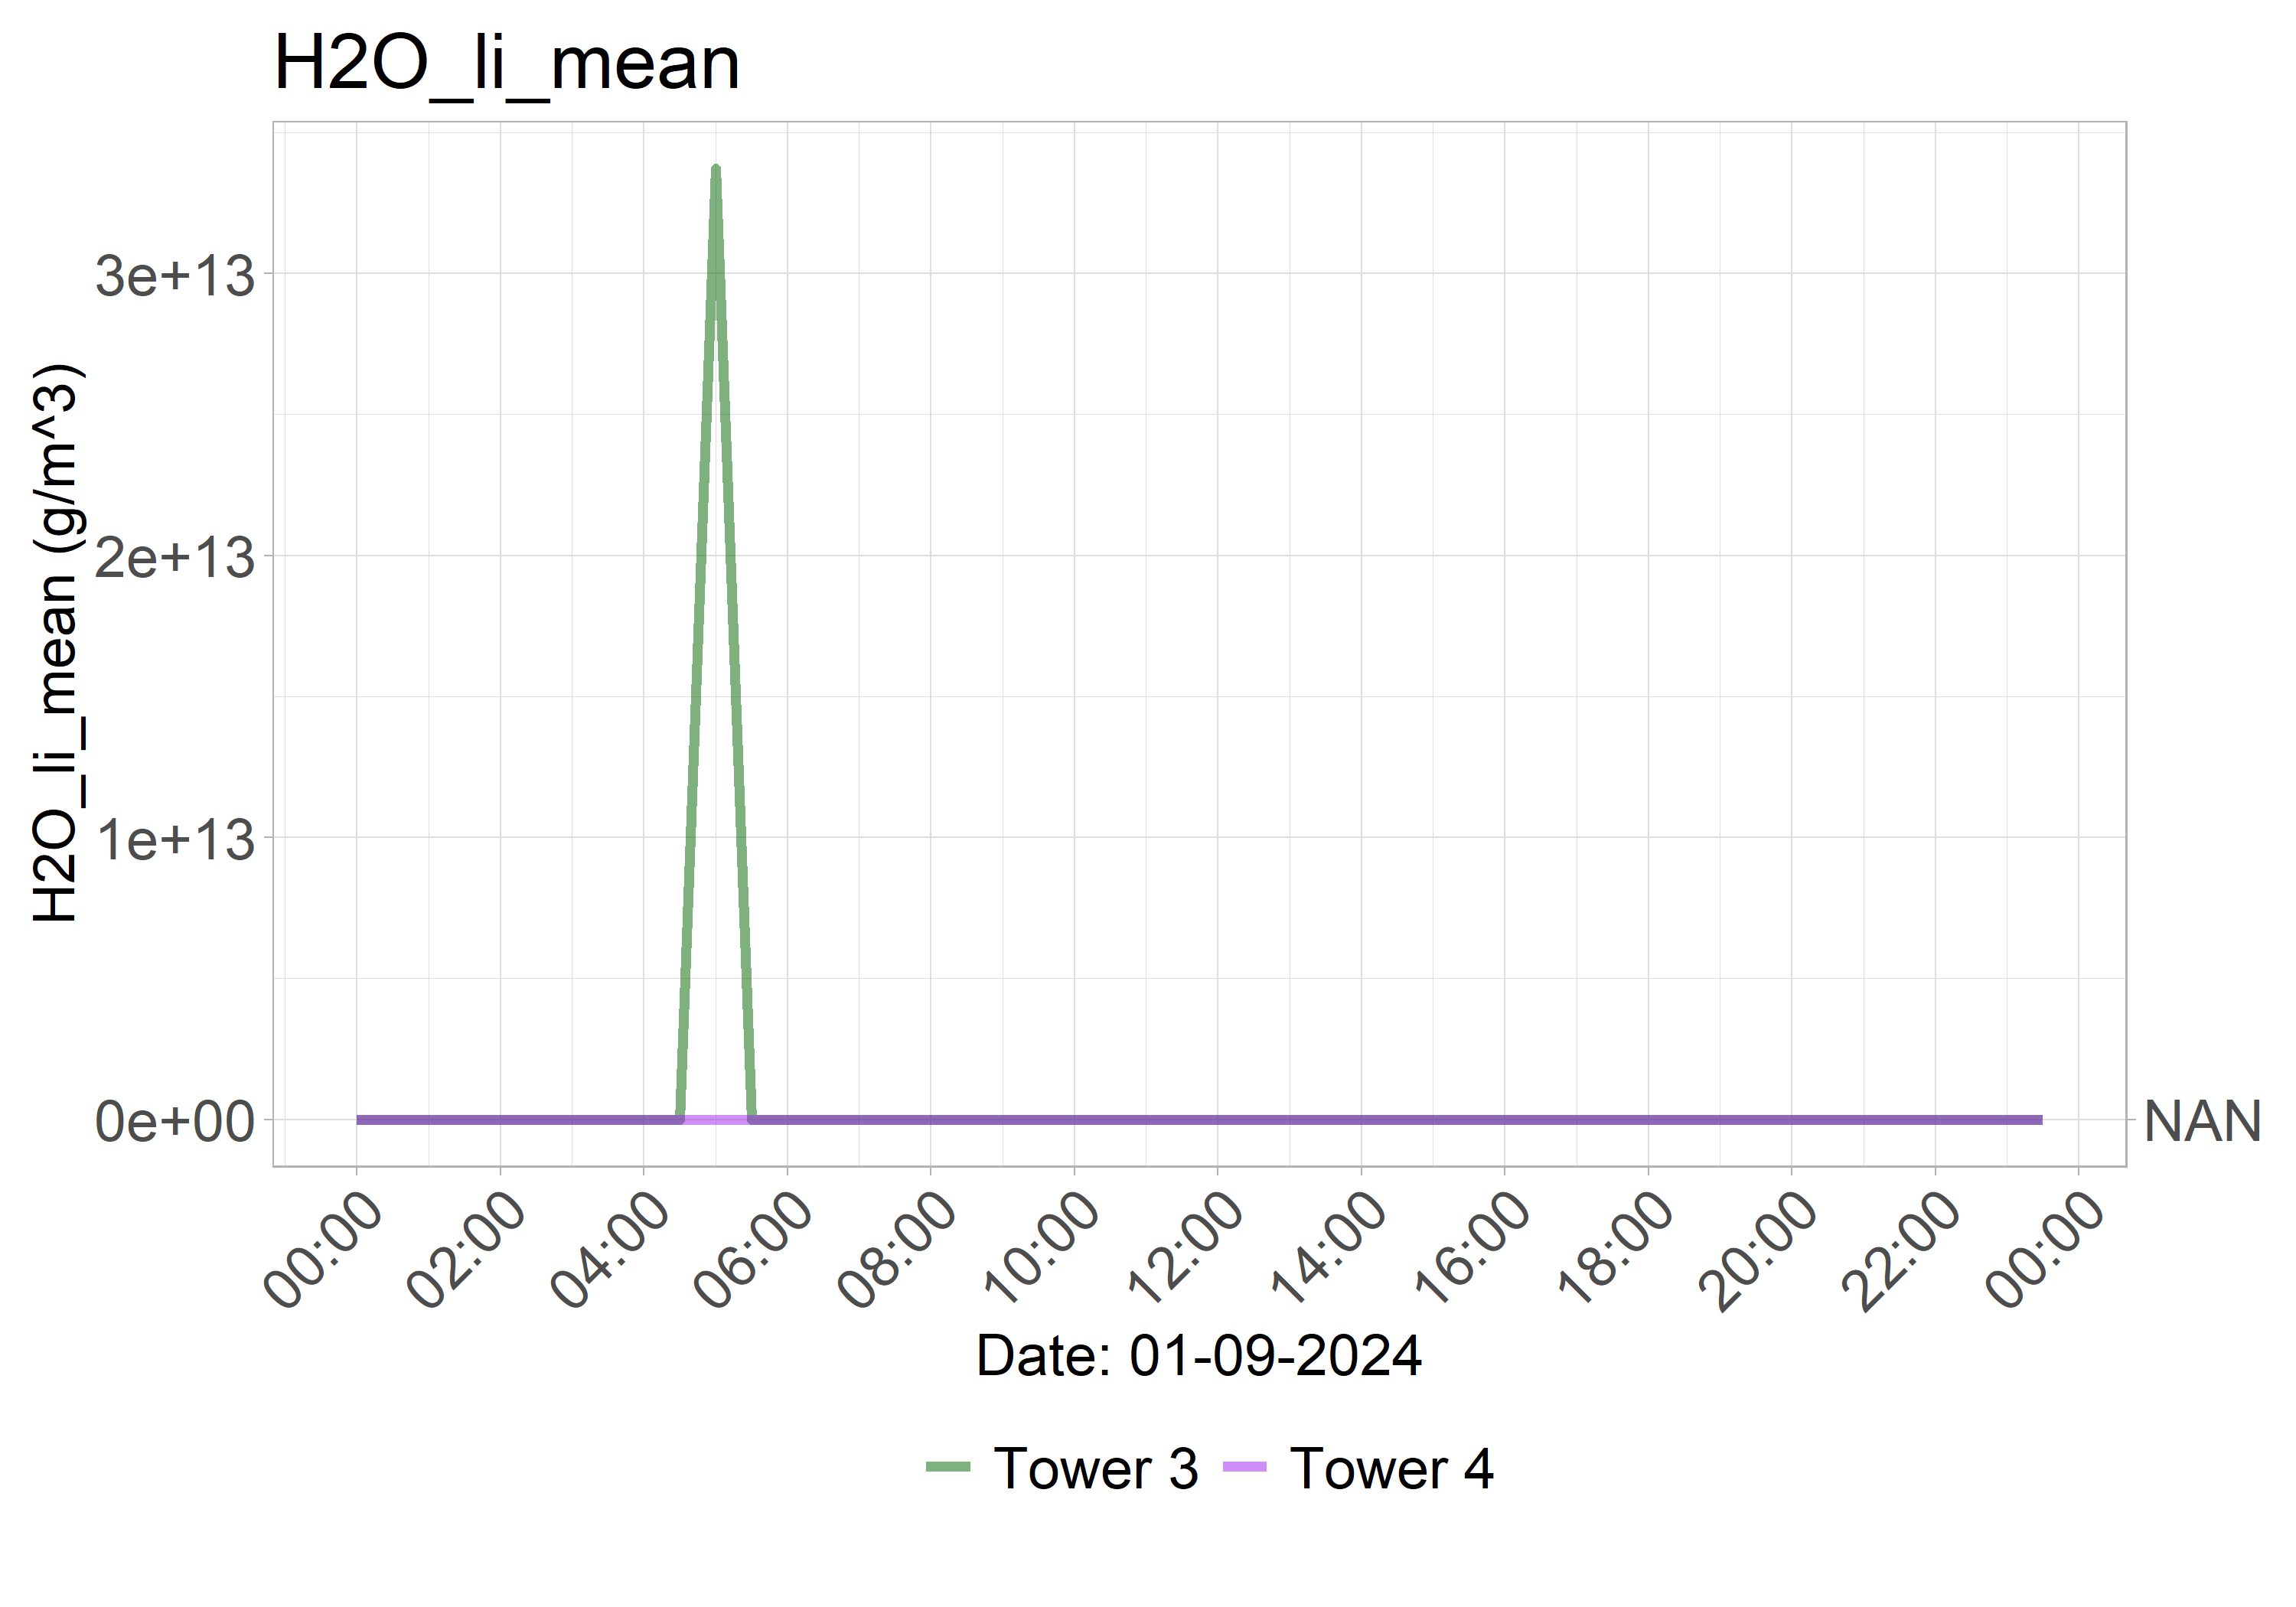 H2O_li_mean
H2O_li_mean (g/m^3)
3e+13
2e+13
1e+13
0e+00
NAN
00:00
02:00
04:00
06:00
08:00
10:00
12:00
14:00
16:00
18:00
20:00
22:00
00:00
Date: 01-09-2024
Tower 3
Tower 4